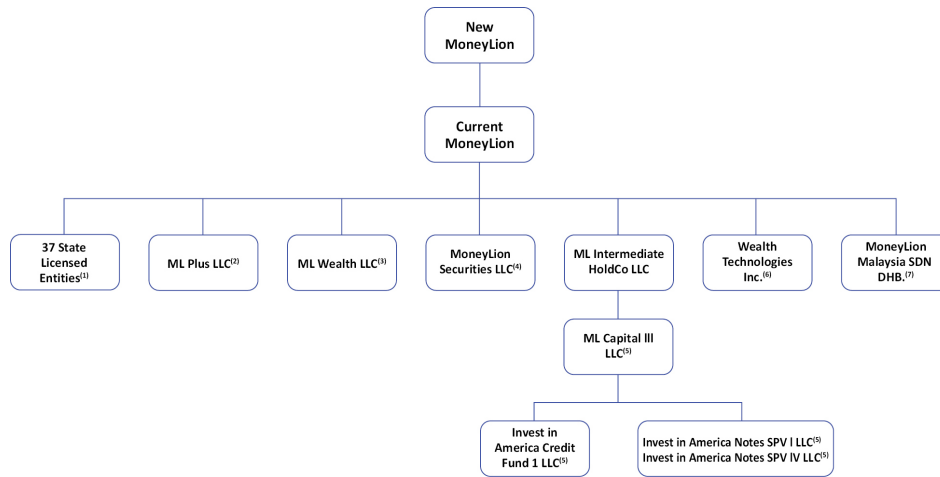 New
MoneyLion
Current
MoneyLion
37 State
Licensed
Entities(1)
ML Plus LLC(2)
ML Wealth LLC(3)
MoneyLion
Securities LLC(4)
ML Intermediate
HoldCo LLC
Wealth
Technologies
Inc.(6)
MoneyLion
Malaysia SDN
DHB.(7)
ML Capital lll
LLC(5)
Invest in
America Credit
Fund 1 LLC(5)
Invest in America Notes SPV l LLC(5)
Invest in America Notes SPV lV LLC(5)